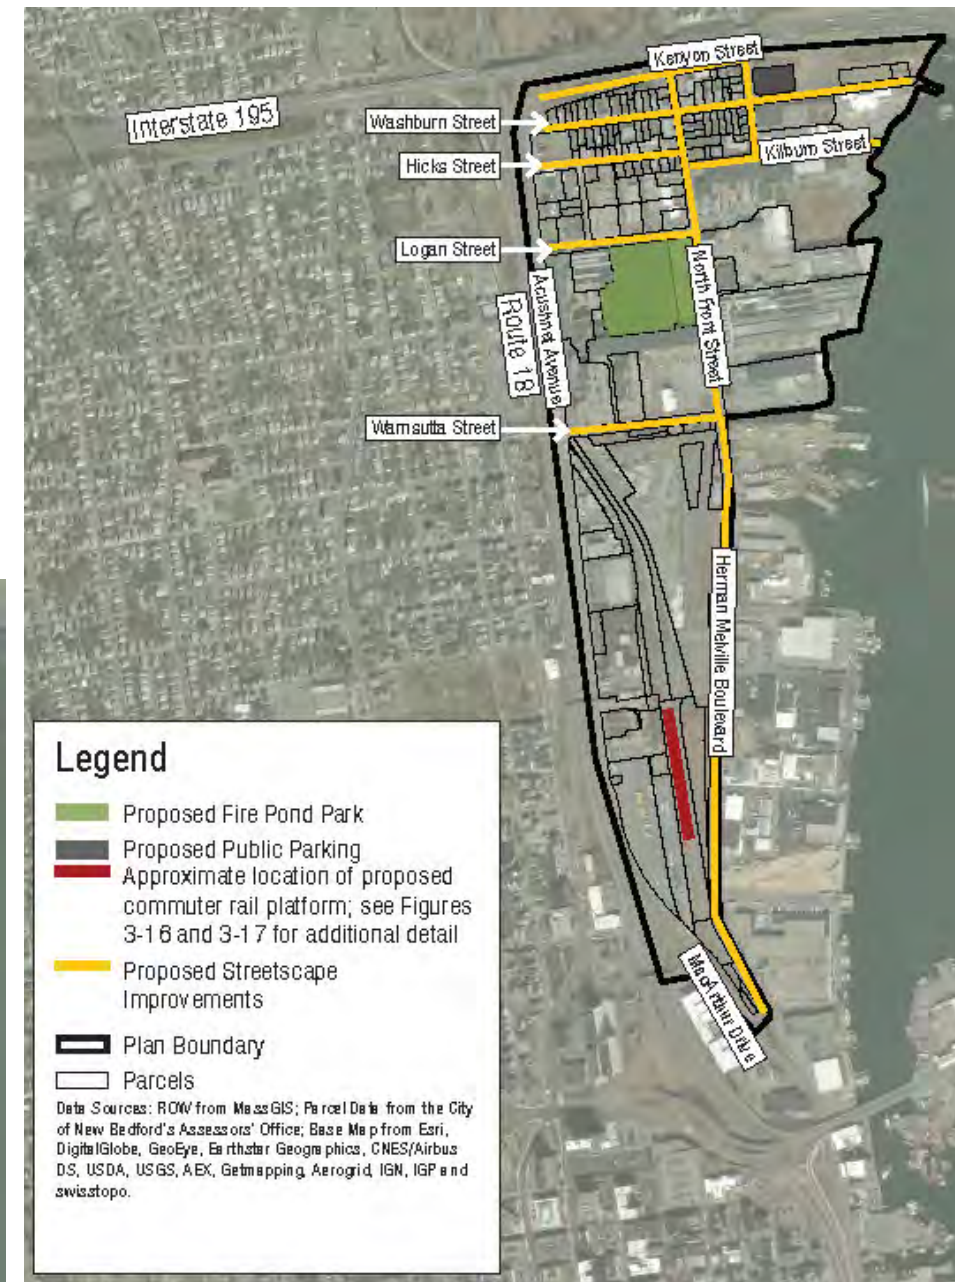 Kenyon Street
Interstate 195
Washburn Street
Kilburn Street
Hicks Street
Logan Street
North Front Street
Acushnet Avenue
Route 18
Wamsutta Street
Herman Melville Boulevard
MacArthur Drive
Legend
Proposed Fire Pond Park
Proposed Public Parking
Approximate location of proposed
commuter rail platform; see Figures
3-16 and 3-17 for additional detail
Proposed Streetscape
Improvements
Plan Boundary
Parcels
Data Sources: ROW from MassGIS; Parcel Data from the City
of New Bedford's Assessors' Office; Base Map from Esri,
DigitalGlobe, GeoEye, Earthstar Geographics, CNES/Airbus
DS, USDA, USGS, AEX, Getmapping, Aerogrid, IGN, IGP and
swisstopo.